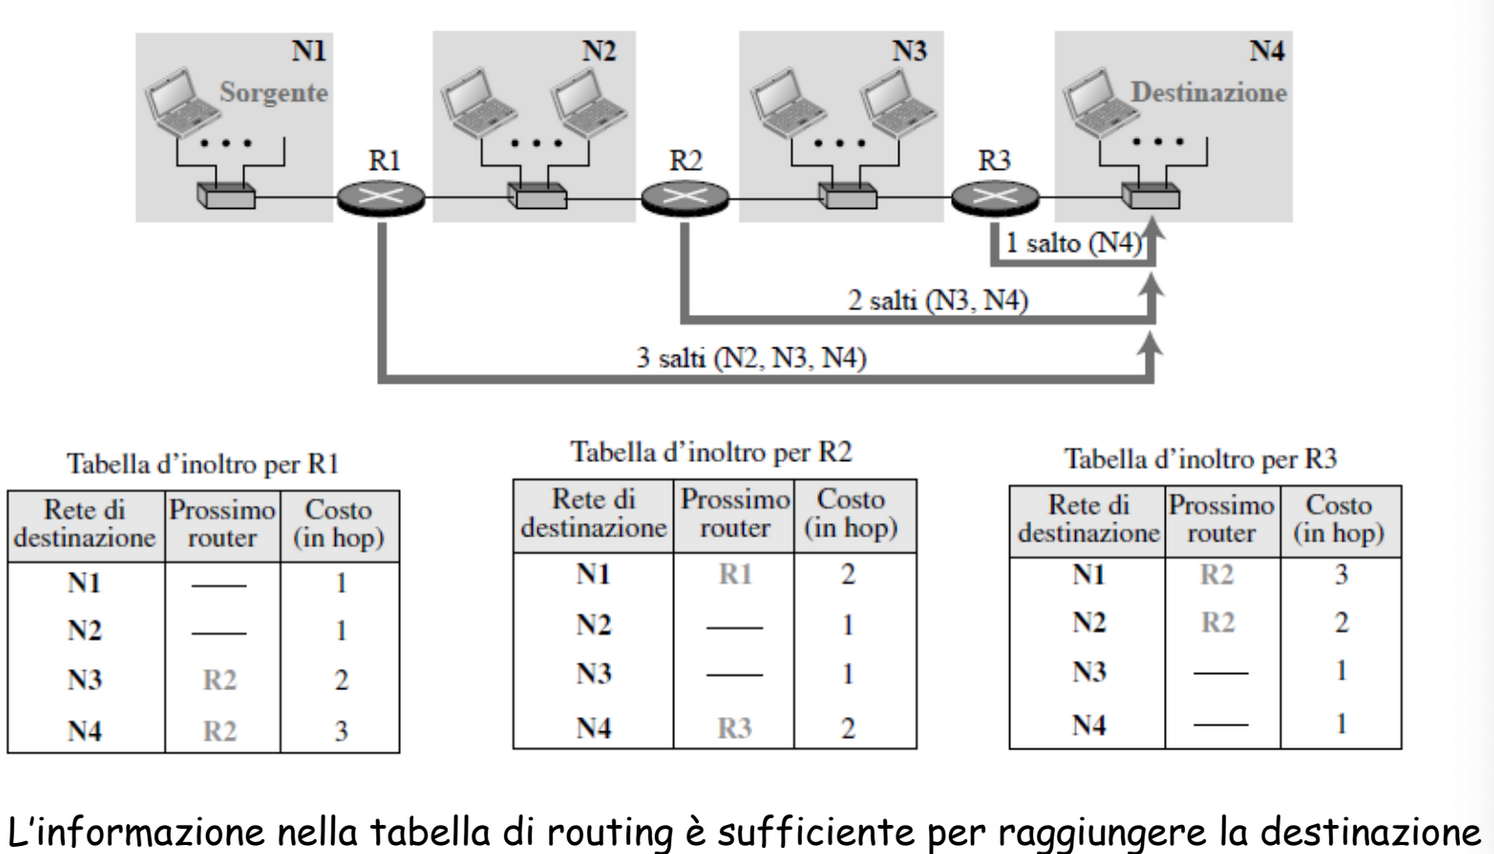 N1
N2
N3
N4
Sorgente
Destinazione
R1
R2
R3
1 salto (N4)
2 salti (N3, N4)
3 salti (N2, N3, N4)
Tabella d'inoltro per R1
Rete di destinazione Prossimo router Costo (in hop)
N1 — 1
N2 — 1
N3 R2 2
N4 R2 3
Tabella d'inoltro per R2
Rete di destinazione Prossimo router Costo (in hop)
N1 R1 2
N2 — 1
N3 — 1
N4 R3 2
Tabella d'inoltro per R3
Rete di destinazione Prossimo router Costo (in hop)
N1 R2 3
N2 R2 2
N3 — 1
N4 — 1
L'informazione nella tabella di routing è sufficiente per raggiungere la destinazione